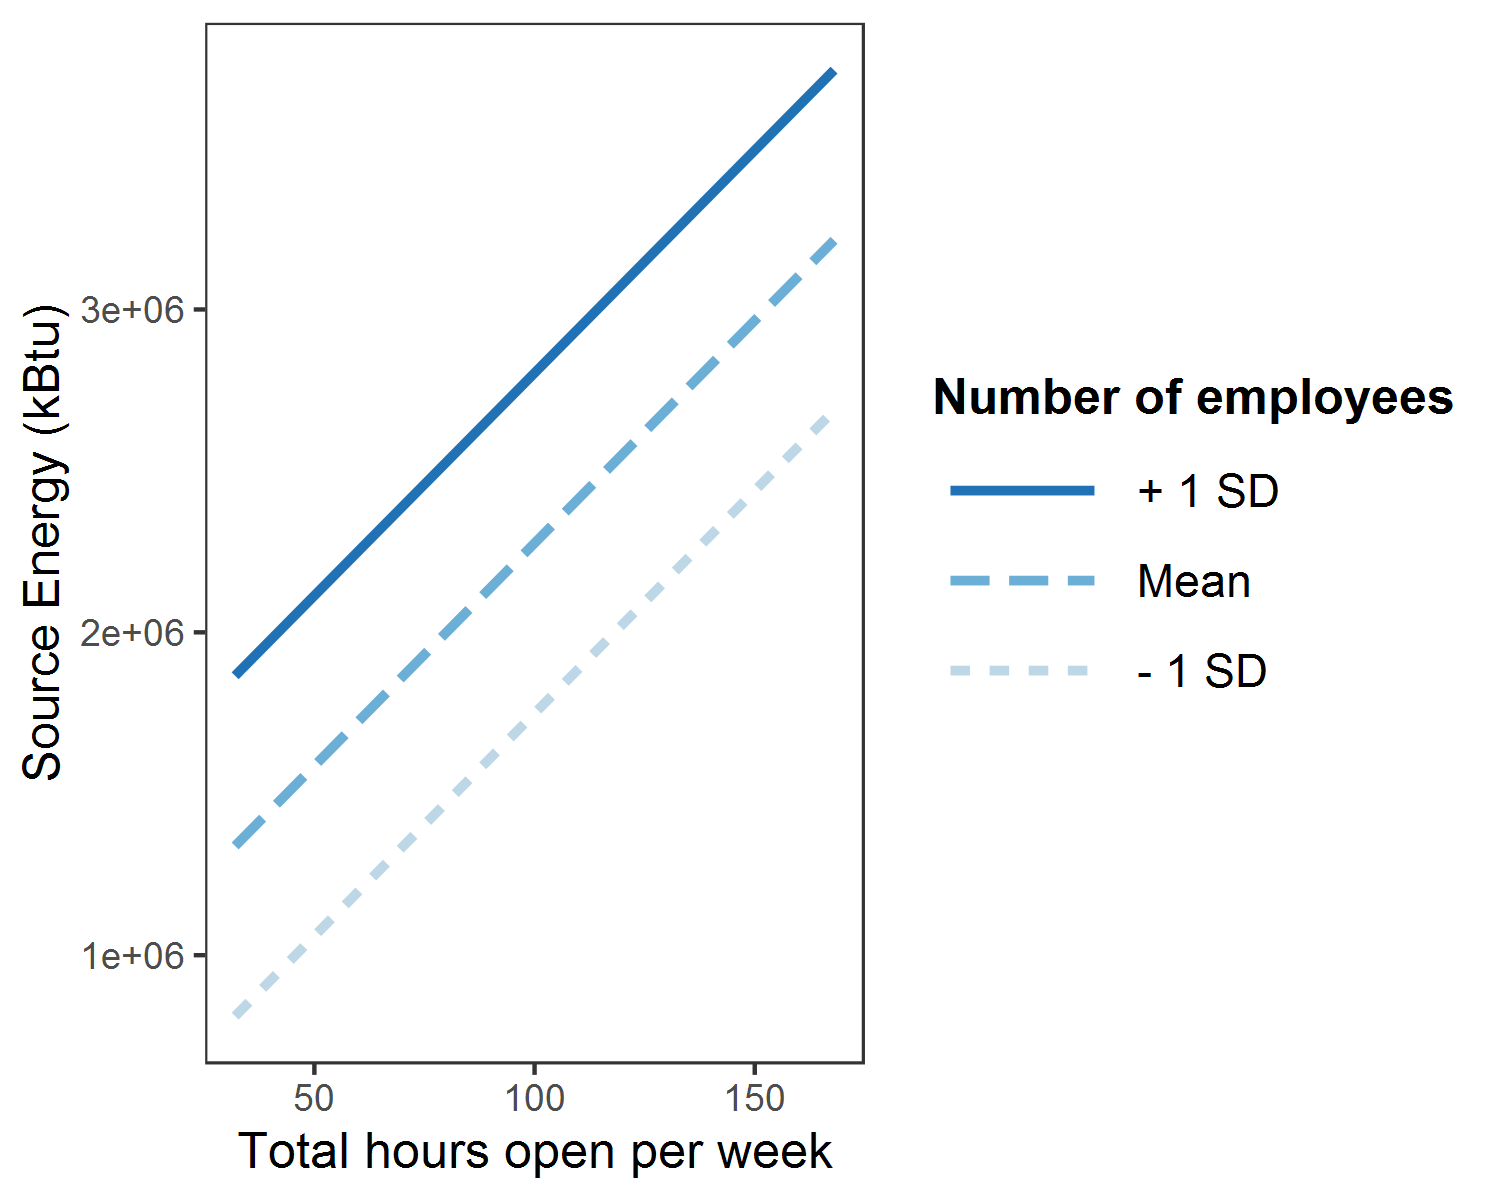 Source Energy (kBtu)
3e+06
2e+06
1e+06
50 100 150
Total hours open per week
Number of employees
+ 1 SD
Mean
- 1 SD